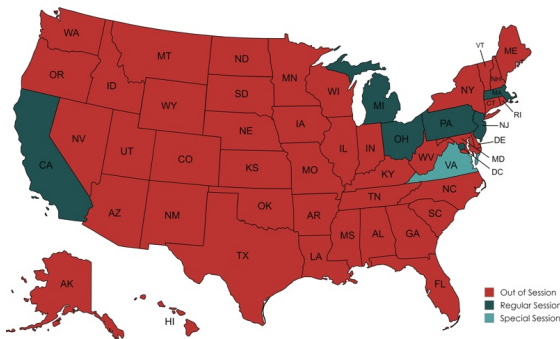 WA
MT
ND
MN
VT
ME
OR
ID
SD
WI
NY
NH
MA
WY
MI
CT
RI
IA
PA
NJ
NE
OH
NV
IL
IN
DE
UT
CO
WV
MD
CA
KS
MO
KY
VA
DC
NC
TN
OK
AZ
NM
AR
SC
MS
AL
GA
TX
LA
AK
FL
HI
Out of Session
Regular Session
Special Session